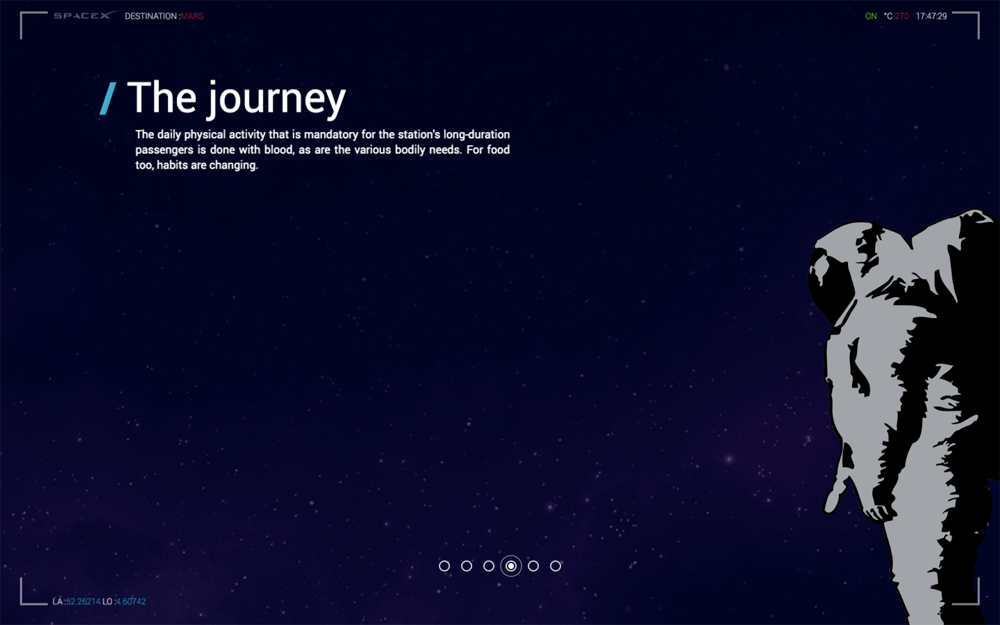 SPACEX DESTINATION :MARS
ON °C 270 17:47:29
/ The journey
The daily physical activity that is mandatory for the station's long-duration
passengers is done with blood, as are the various bodily needs. For food
too, habits are changing.
LA :52.26214 LO :4.60742